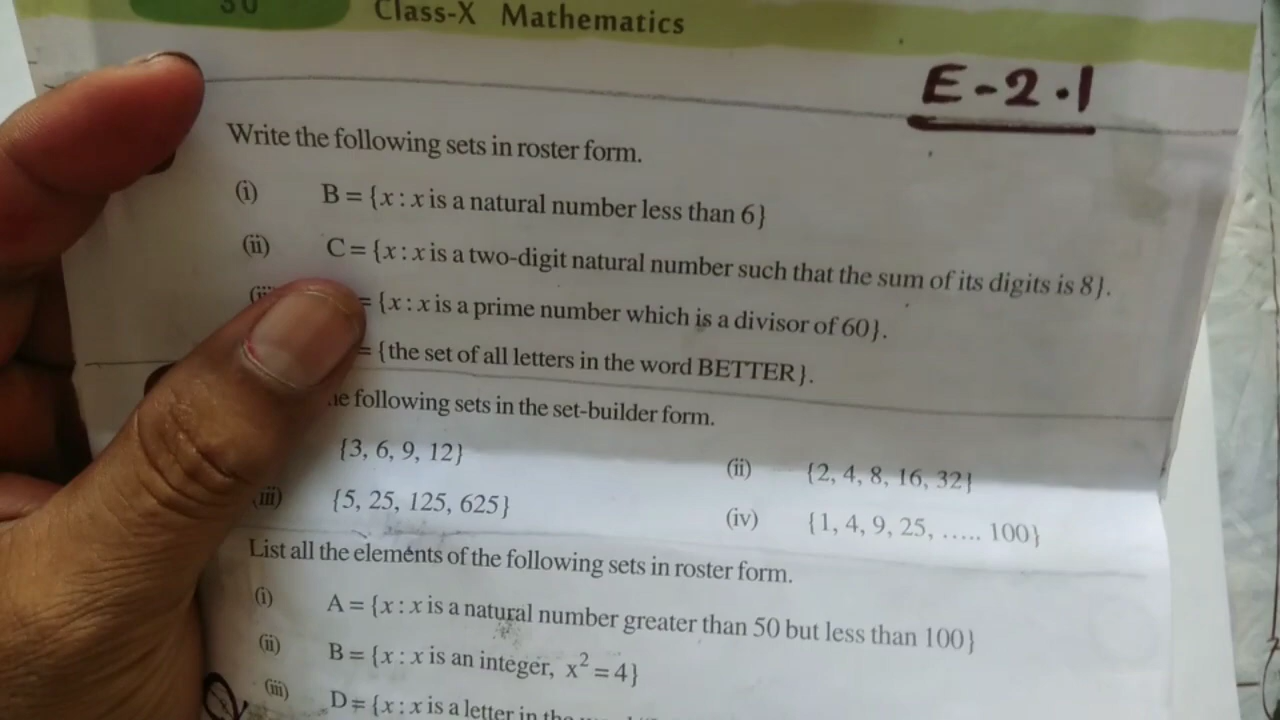 30
Class-X Mathematics
E-2.1
Write the following sets in roster form.
(i) B = {x : x is a natural number less than 6}
(ii) C = {x : x is a two-digit natural number such that the sum of its digits is 8}.
= {x : x is a prime number which is a divisor of 60}.
= {the set of all letters in the word BETTER}.
following sets in the set-builder form.
{3, 6, 9, 12} (ii) {2, 4, 8, 16, 32}
(iii) {5, 25, 125, 625} (iv) {1, 4, 9, 25, ..... 100}
List all the elements of the following sets in roster form.
(i) A = {x : x is a natural number greater than 50 but less than 100}
(ii) B = {x : x is an integer, x² = 4}
(iii) D = {x : x is a letter in the